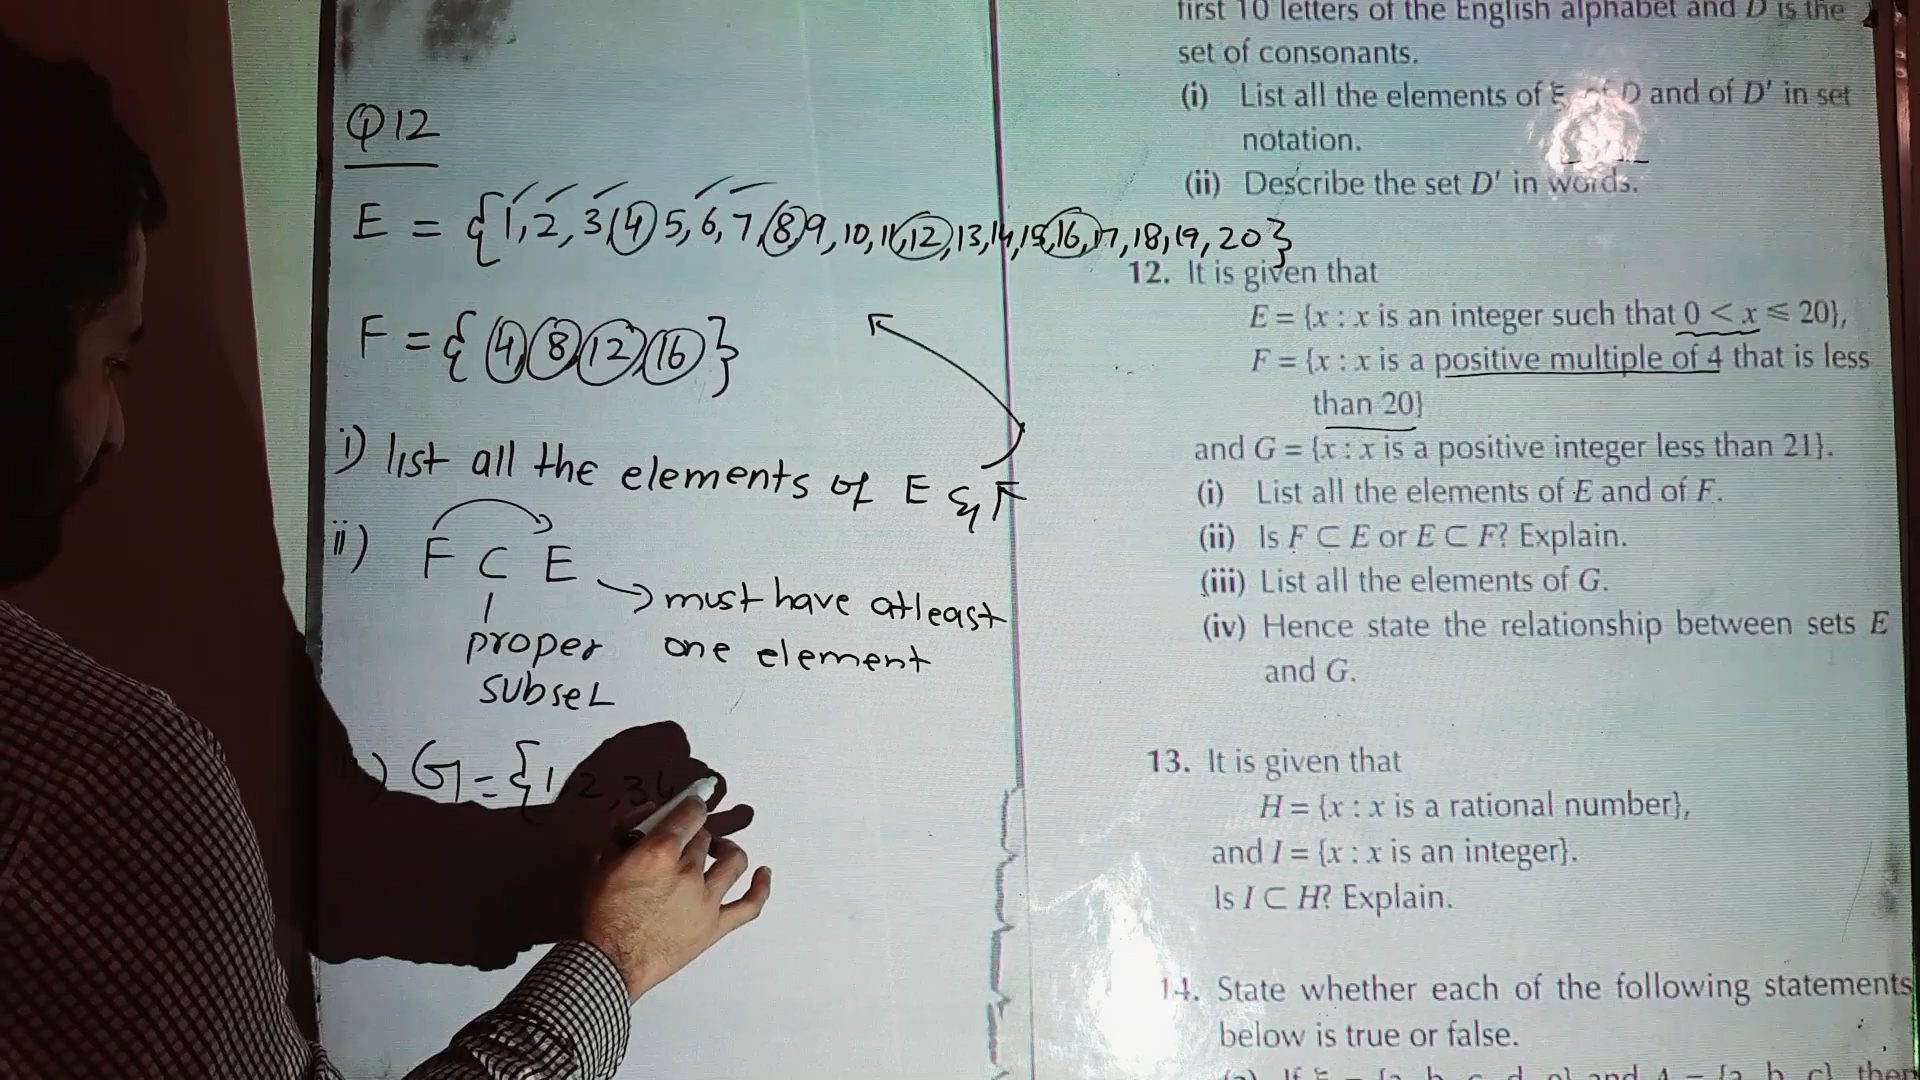 Q12
E = {1, 2, 3, 4, 5, 6, 7, 8, 9, 10, 11, 12, 13, 14, 15, 16, 17, 18, 19, 20}
F = {4, 8, 12, 16}
i) list all the elements of E & F
ii) F ⊂ E → must have atleast
proper one element
subset
) G = {1, 2, 3, 4
first 10 letters of the English alphabet and D is the
set of consonants.
(i) List all the elements of ξ, of D and of D' in set
notation.
(ii) Describe the set D' in words.
12. It is given that
E = {x : x is an integer such that 0 < x ⩽ 20},
F = {x : x is a positive multiple of 4 that is less
than 20}
and G = {x : x is a positive integer less than 21}.
(i) List all the elements of E and of F.
(ii) Is F ⊂ E or E ⊂ F? Explain.
(iii) List all the elements of G.
(iv) Hence state the relationship between sets E
and G.
13. It is given that
H = {x : x is a rational number},
and I = {x : x is an integer}.
Is I ⊂ H? Explain.
14. State whether each of the following statements
below is true or false.
(a) If ξ = {a, b, c, d, e} and A = {a, b, c}, then